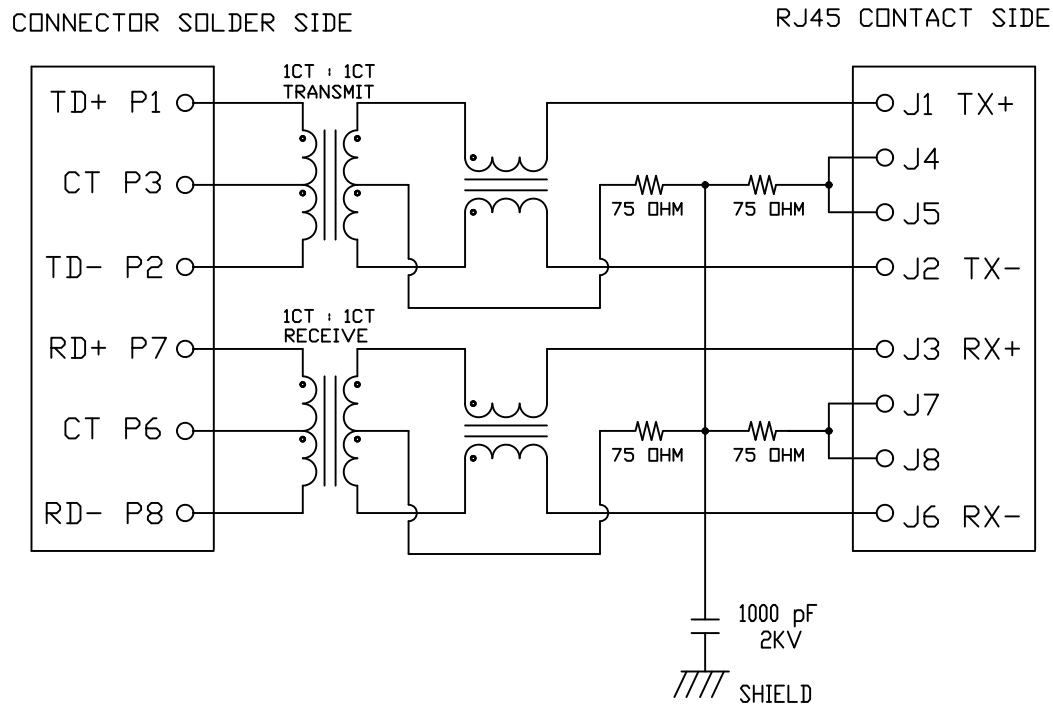 CONNECTOR SOLDER SIDE
RJ45 CONTACT SIDE
1CT : 1CT
TRANSMIT
TD+ P1
J1 TX+
J4
CT P3
75 OHM
75 OHM
J5
TD- P2
J2 TX-
1CT : 1CT
RECEIVE
RD+ P7
J3 RX+
J7
CT P6
75 OHM
75 OHM
J8
RD- P8
J6 RX-
1000 pF
2KV
SHIELD